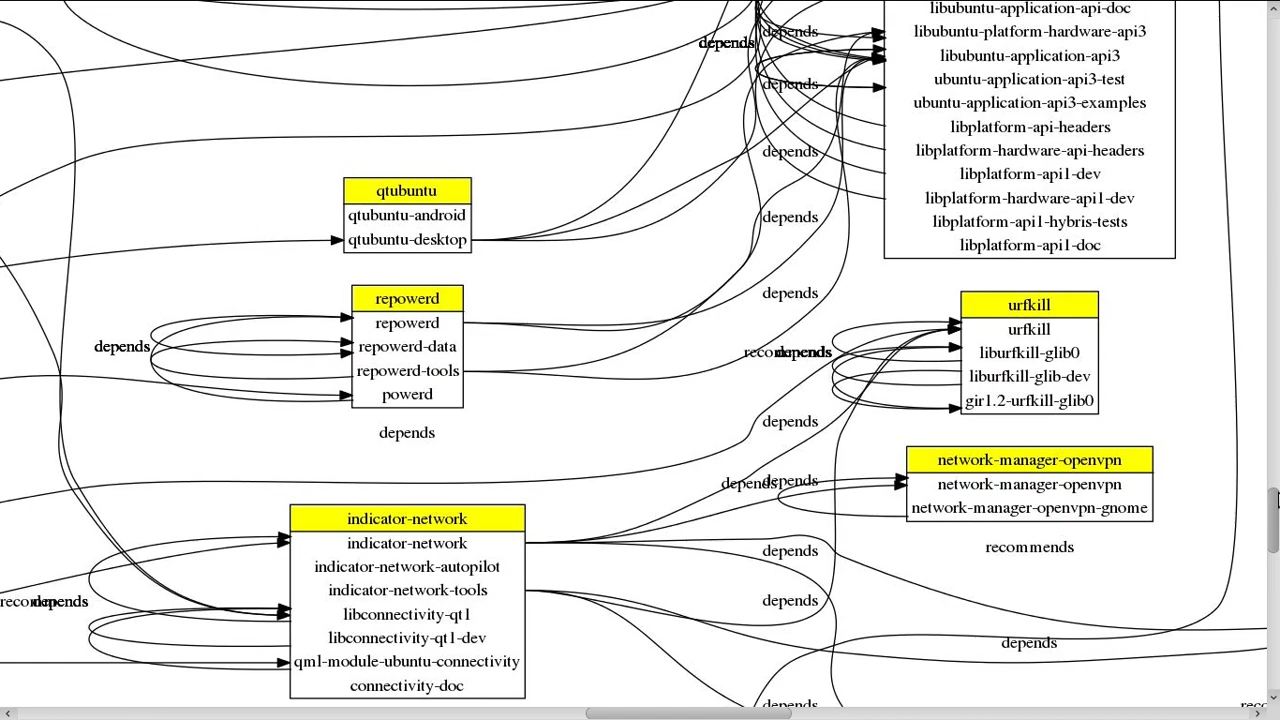 libubuntu-application-api-doc
libubuntu-platform-hardware-api3
libubuntu-application-api3
ubuntu-application-api3-test
ubuntu-application-api3-examples
libplatform-api-headers
libplatform-hardware-api-headers
libplatform-api1-dev
libplatform-hardware-api1-dev
libplatform-api1-hybris-tests
libplatform-api1-doc
depends
depends
depends
depends
depends
depends
qtubuntu
qtubuntu-android
qtubuntu-desktop
repowerd
repowerd
repowerd-data
repowerd-tools
powerd
depends
depends
urfkill
urfkill
liburfkill-glib0
liburfkill-glib-dev
gir1.2-urfkill-glib0
depends
depends
network-manager-openvpn
network-manager-openvpn
network-manager-openvpn-gnome
depends
depends
recommends
indicator-network
indicator-network
indicator-network-autopilot
indicator-network-tools
libconnectivity-qt1
libconnectivity-qt1-dev
qml-module-ubuntu-connectivity
connectivity-doc
depends
depends
depends
depends
depends